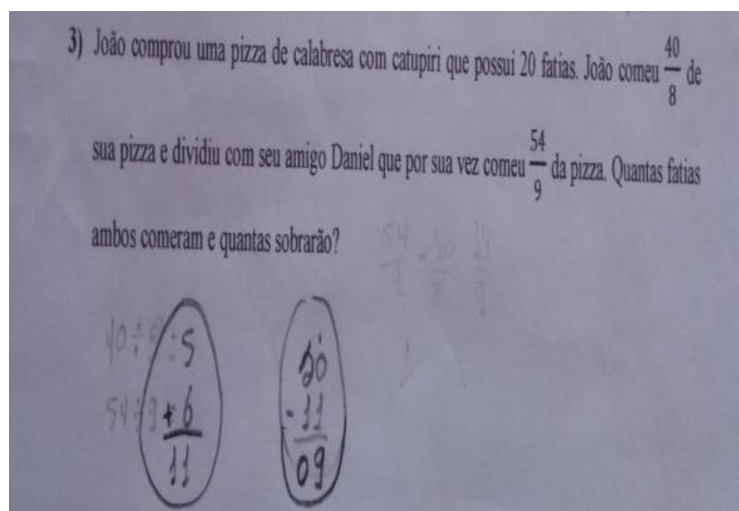 3) João comprou uma pizza de calabresa com catupiri que possui 20 fatias. João comeu 40/8 de
sua pizza e dividiu com seu amigo Daniel que por sua vez comeu 54/9 da pizza. Quantas fatias
ambos comeram e quantas sobrarão?
40÷8=5
54÷9+6
11
20
-11
09